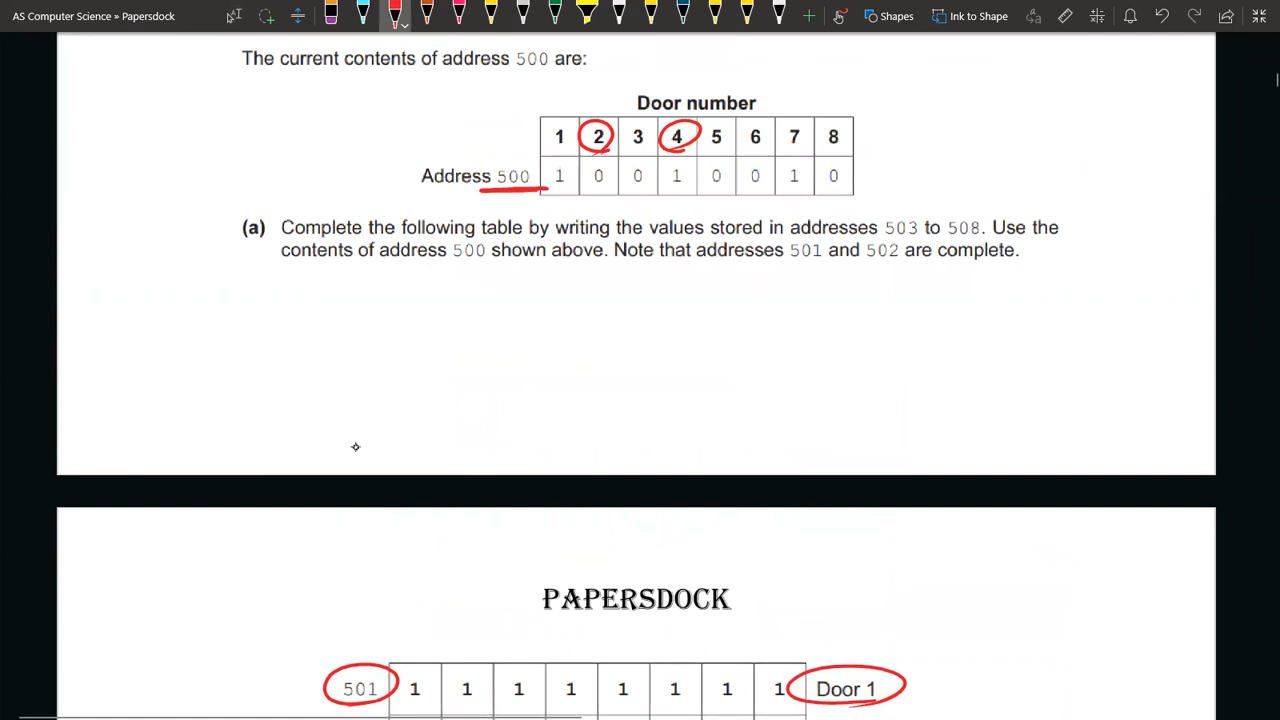 AS Computer Science » Papersdock
Shapes
Ink to Shape
The current contents of address 500 are:
Door number
1 2 3 4 5 6 7 8
Address 500 1 0 0 1 0 0 1 0
(a) Complete the following table by writing the values stored in addresses 503 to 508. Use the
contents of address 500 shown above. Note that addresses 501 and 502 are complete.
PAPERSDOCK
501 1 1 1 1 1 1 1 1 Door 1